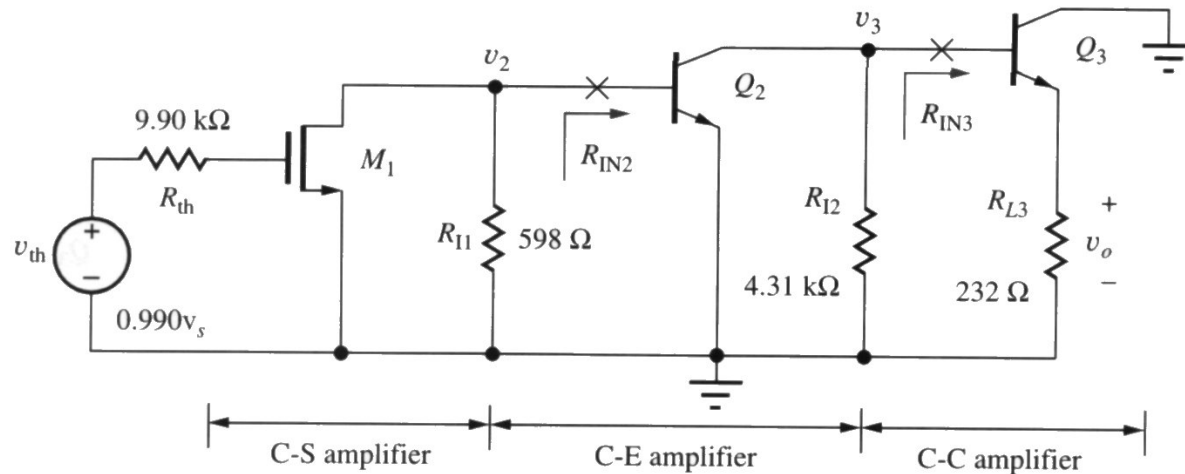 v2
v3
Q2
Q3
9.90 kΩ
Rth
M1
RIN2
RIN3
vth
+
−
0.990vs
RI1
598 Ω
RI2
4.31 kΩ
RL3
232 Ω
+
vo
−
C-S amplifier
C-E amplifier
C-C amplifier